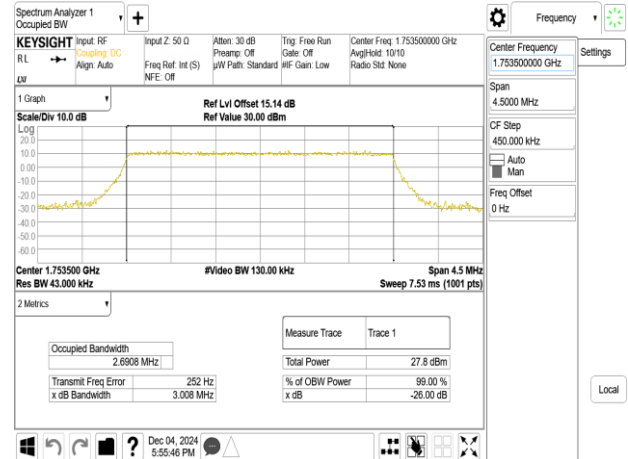 Spectrum Analyzer 1
Occupied BW
Frequency
KEYSIGHT
RL
Input: RF
Coupling: DC
Align: Auto
Input Z: 50 Ω
Freq Ref: Int (S)
NFE: Off
Atten: 30 dB
Preamp: Off
µW Path: Standard
Trig: Free Run
Gate: Off
#IF Gain: Low
Center Freq: 1.753500000 GHz
Avg|Hold: 10/10
Radio Std: None
Center Frequency
1.753500000 GHz
Settings
Span
4.5000 MHz
CF Step
450.000 kHz
Auto
Man
Freq Offset
0 Hz
Local
1 Graph
Scale/Div 10.0 dB
Ref Lvl Offset 15.14 dB
Ref Value 30.00 dBm
Log
20.0
10.0
0.00
-10.0
-20.0
-30.0
-40.0
-50.0
-60.0
Center 1.753500 GHz
#Video BW 130.00 kHz
Span 4.5 MHz
Res BW 43.000 kHz
Sweep 7.53 ms (1001 pts)
2 Metrics
Measure Trace Trace 1
Occupied Bandwidth
2.6908 MHz
Total Power 27.8 dBm
Transmit Freq Error 252 Hz
% of OBW Power 99.00 %
x dB Bandwidth 3.008 MHz
x dB -26.00 dB
Dec 04, 2024
5:55:46 PM